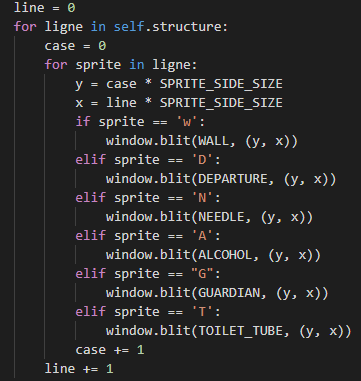 line = 0
for ligne in self.structure:
    case = 0
    for sprite in ligne:
        y = case * SPRITE_SIDE_SIZE
        x = line * SPRITE_SIDE_SIZE
        if sprite == 'w':
            window.blit(WALL, (y, x))
        elif sprite == 'D':
            window.blit(DEPARTURE, (y, x))
        elif sprite == 'N':
            window.blit(NEEDLE, (y, x))
        elif sprite == 'A':
            window.blit(ALCOHOL, (y, x))
        elif sprite == "G":
            window.blit(GUARDIAN, (y, x))
        elif sprite == 'T':
            window.blit(TOILET_TUBE, (y, x))
        case += 1
    line += 1